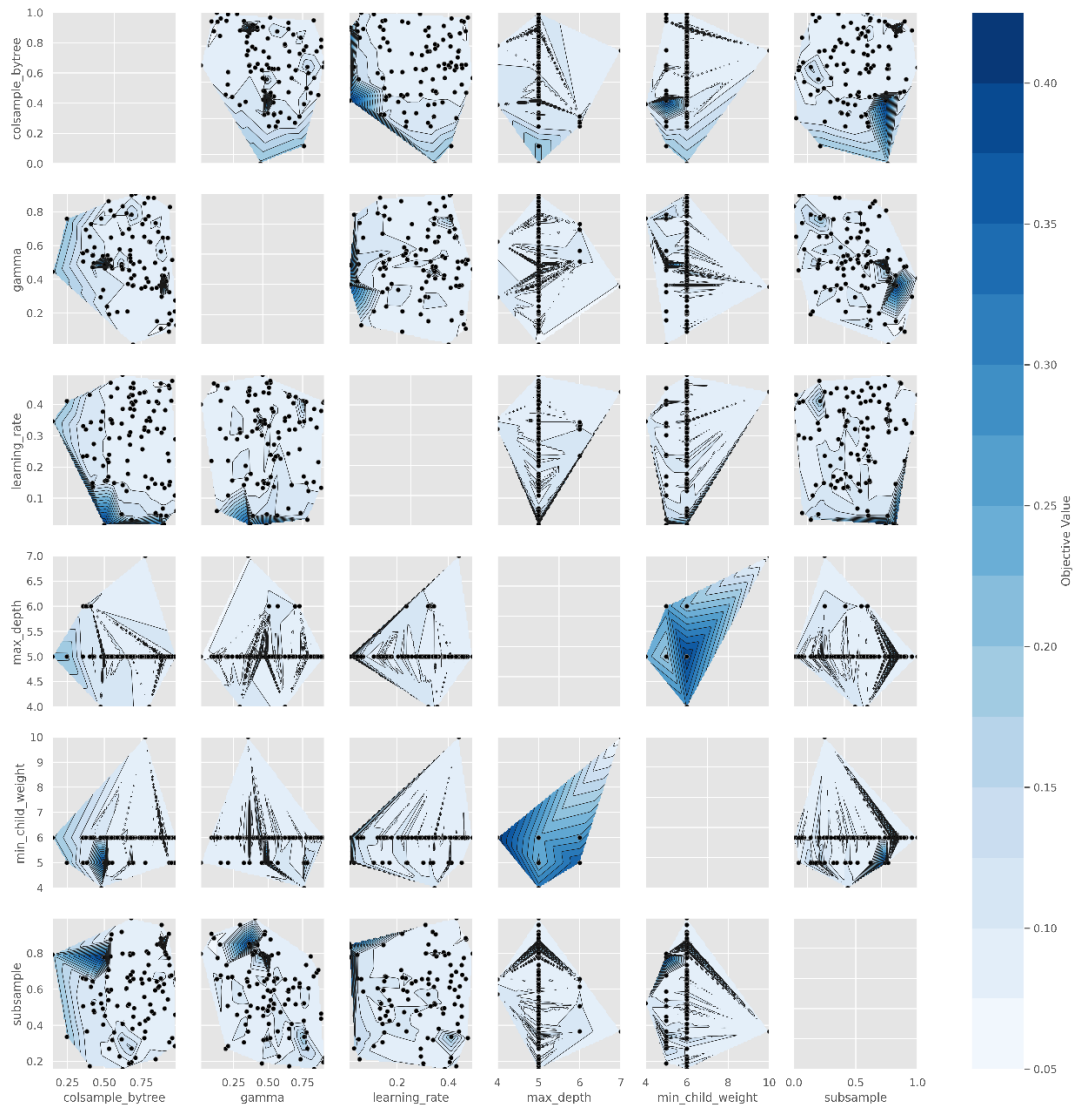 1.0
0.8
0.6
0.4
0.2
0.0
colsample_bytree
0.40
0.8
0.6
0.4
0.2
gamma
0.35
0.4
0.3
0.2
0.1
learning_rate
0.30
Objective Value
0.25
7.0
6.5
6.0
5.5
5.0
4.5
4.0
max_depth
0.20
10
9
8
7
6
5
4
min_child_weight
0.15
0.10
0.8
0.6
0.4
0.2
subsample
0.05
0.25 0.50 0.75
0.25 0.50 0.75
0.2 0.4
4 5 6 7
4 6 8 10
0.0 0.5 1.0
colsample_bytree
gamma
learning_rate
max_depth
min_child_weight
subsample